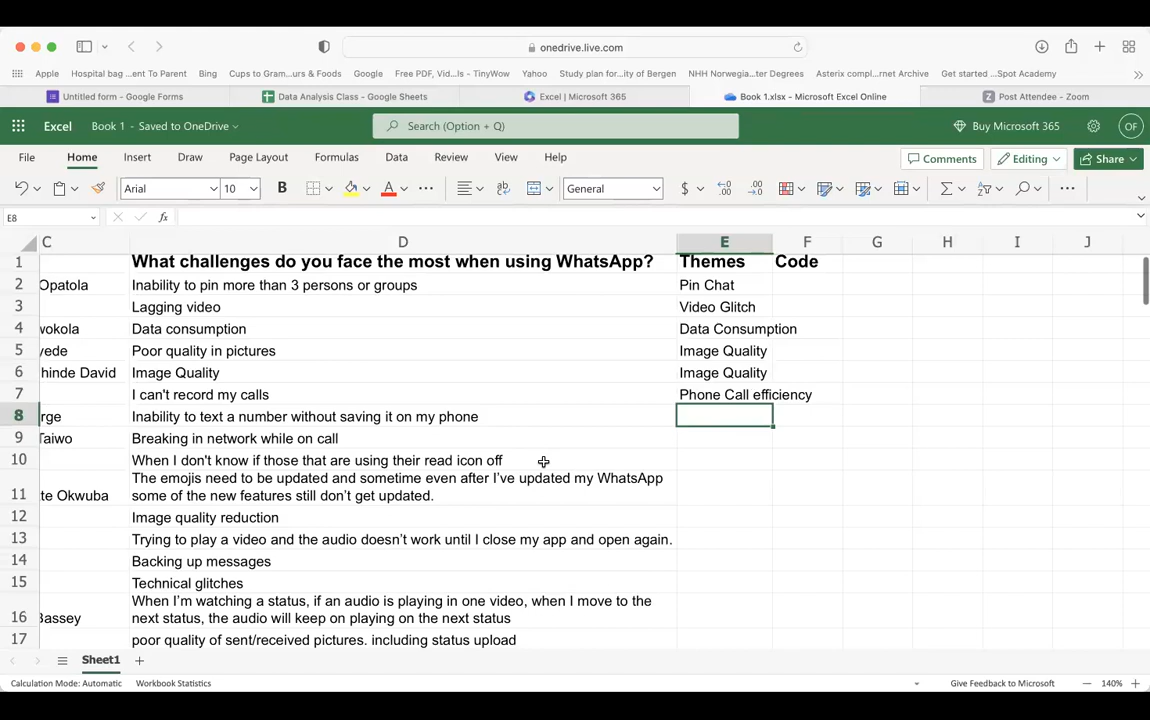 onedrive.live.com
Apple Hospital bag ...ent To Parent Bing Cups to Gram...urs & Foods Google Free PDF, Vid...ls - TinyWow Yahoo Study plan for...ity of Bergen NHH Norwegia...ter Degrees Asterix compl...rnet Archive Get started ...Spot Academy
Untitled form - Google Forms Data Analysis Class - Google Sheets Excel | Microsoft 365 Book 1.xlsx - Microsoft Excel Online Post Attendee - Zoom
Excel Book 1 - Saved to OneDrive Search (Option + Q) Buy Microsoft 365 OF
File Home Insert Draw Page Layout Formulas Data Review View Help Comments Editing Share
Arial 10 B A ab General $ .00 .00 Σ
E8 fx
C D E F G H I J
1 What challenges do you face the most when using WhatsApp? Themes Code
2 Opatola Inability to pin more than 3 persons or groups Pin Chat
3 Lagging video Video Glitch
4 wokola Data consumption Data Consumption
5 yede Poor quality in pictures Image Quality
6 hinde David Image Quality Image Quality
7 I can't record my calls Phone Call efficiency
8 rge Inability to text a number without saving it on my phone
9 Taiwo Breaking in network while on call
10 When I don't know if those that are using their read icon off
The emojis need to be updated and sometime even after I've updated my WhatsApp
11 te Okwuba some of the new features still don't get updated.
12 Image quality reduction
13 Trying to play a video and the audio doesn't work until I close my app and open again.
14 Backing up messages
15 Technical glitches
When I'm watching a status, if an audio is playing in one video, when I move to the
16 Bassey next status, the audio will keep on playing on the next status
17 poor quality of sent/received pictures. including status upload
Sheet1
Calculation Mode: Automatic Workbook Statistics Give Feedback to Microsoft 140%